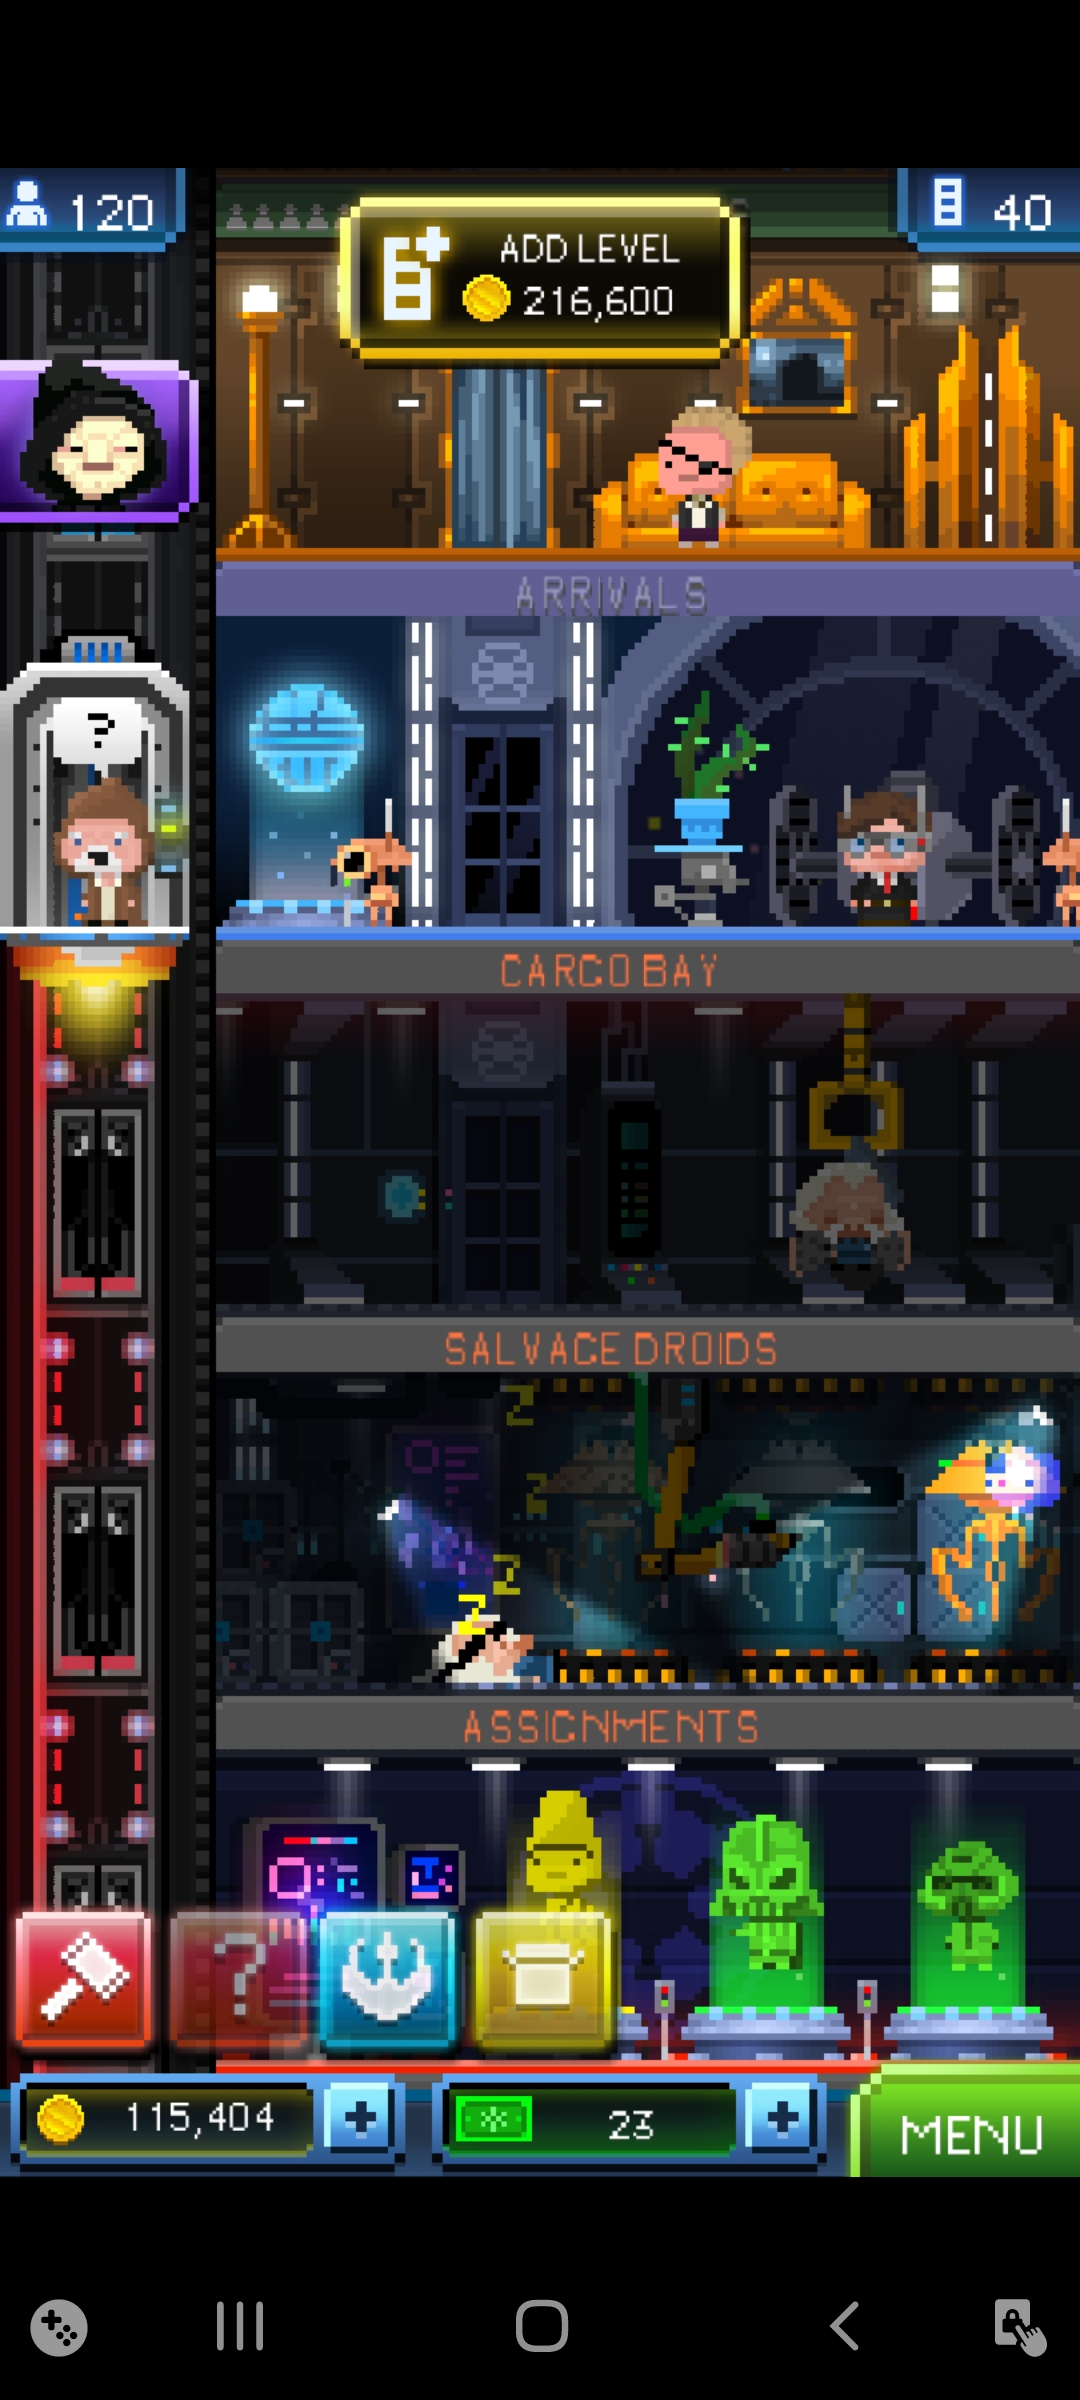 120
40
ADD LEVEL
216,600
ARRIVALS
?
CARGO BAY
SALVAGE DROIDS
Z
Z
Z
Z
ASSIGNMENTS
?
115,404
+
23
+
MENU